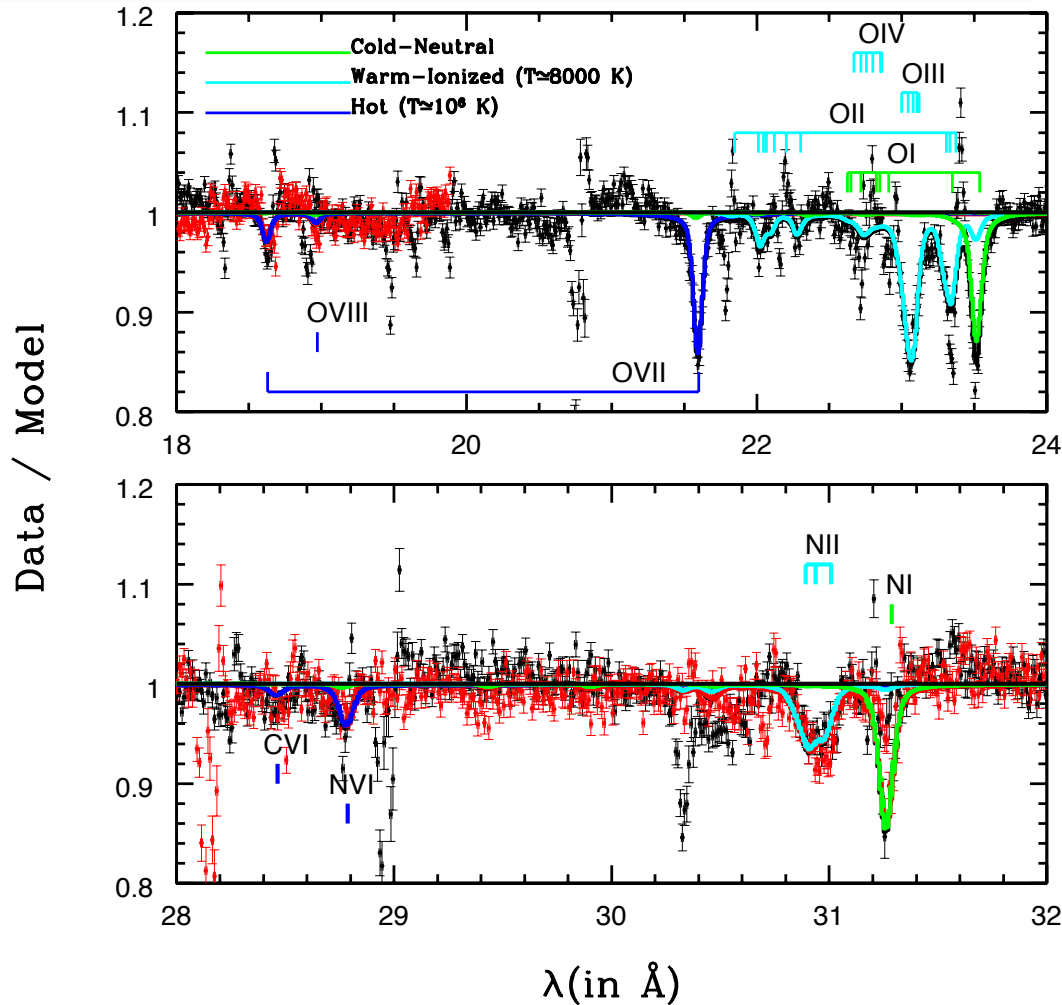 1.2
1.1
1
0.9
0.8
Cold-Neutral
Warm-Ionized (T≃8000 K)
Hot (T≃10⁶ K)
OIV
OIII
OII
OI
OVIII
OVII
18 20 22 24
Data / Model
1.2
1.1
1
0.9
0.8
NII
NI
CVI
NVI
28 29 30 31 32
λ(in Å)